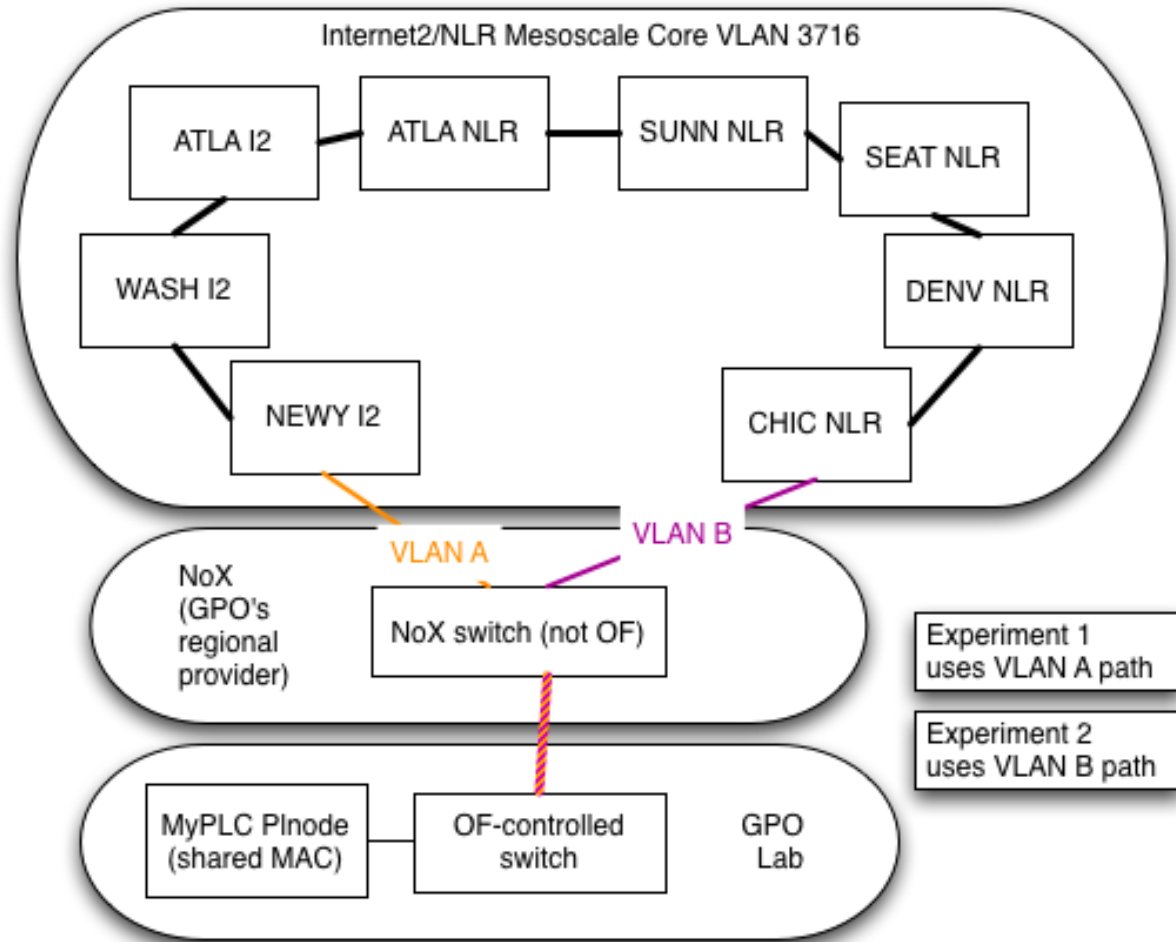 Internet2/NLR Mesoscale Core VLAN 3716
ATLA I2
ATLA NLR
SUNN NLR
SEAT NLR
WASH I2
DENV NLR
NEWY I2
CHIC NLR
VLAN A
VLAN B
NoX
(GPO's
regional
provider)
NoX switch (not OF)
Experiment 1
uses VLAN A path
Experiment 2
uses VLAN B path
MyPLC Plnode
(shared MAC)
OF-controlled
switch
GPO
Lab